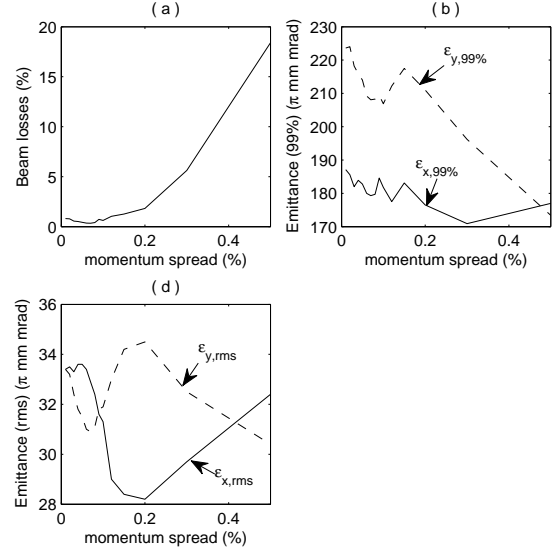 ( a )
20
15
10
5
0
Beam losses (%)
0 0.2 0.4
momentum spread (%)
( b )
230
220
210
200
190
180
170
Emittance (99%) (π mm mrad)
εy,99%
εx,99%
0 0.2 0.4
momentum spread (%)
( d )
36
34
32
30
28
Emittance (rms) (π mm mrad)
εy,rms
εx,rms
0 0.2 0.4
momentum spread (%)